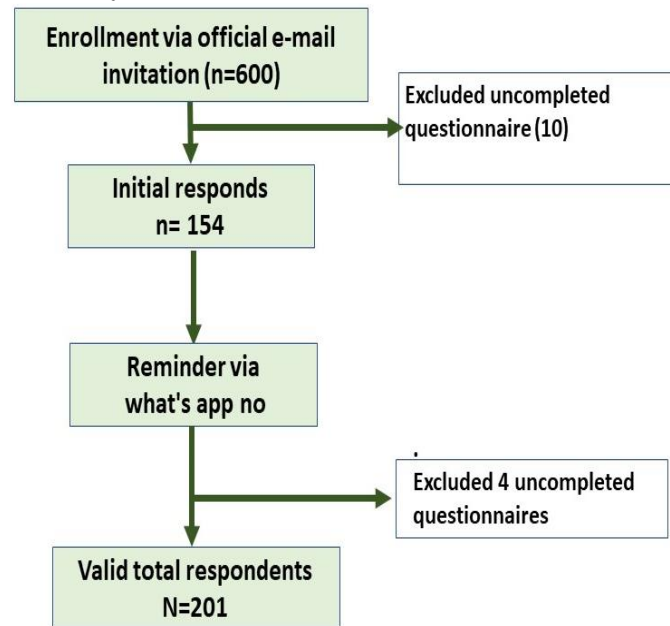 Enrollment via official e-mail
invitation (n=600)
Excluded uncompleted
questionnaire (10)
Initial responds
n= 154
Reminder via
what's app no
.
Excluded 4 uncompleted
questionnaires
Valid total respondents
N=201